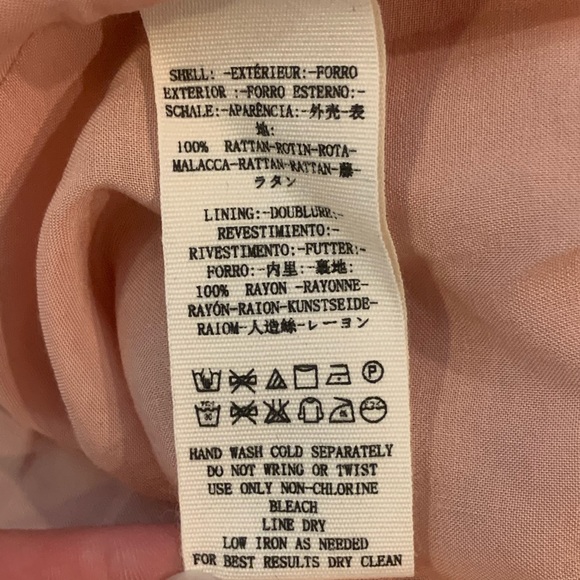 SHELL: -EXTÉRIEUR:-FORRO
EXTERIOR :-FORRO ESTERNO:-
SCHALE:-APARÊNCIA:-外壳-表
地:
100% RATTAN-ROTIN-ROTA-
MALACCA-RATTAN-RATTAN-藤-
ラタン
LINING:-DOUBLURE:-
REVESTIMIENTO:-
RIVESTIMENTO:-FUTTER:-
FORRO:-内里:-裏地:
100% RAYON -RAYONNE-
RAYÓN-RAION-KUNSTSEIDE-
RAIOM-人造絲-レーヨン
P
HAND WASH COLD SEPARATELY
DO NOT WRING OR TWIST
USE ONLY NON-CHLORINE
BLEACH
LINE DRY
LOW IRON AS NEEDED
FOR BEST RESULTS DRY CLEAN